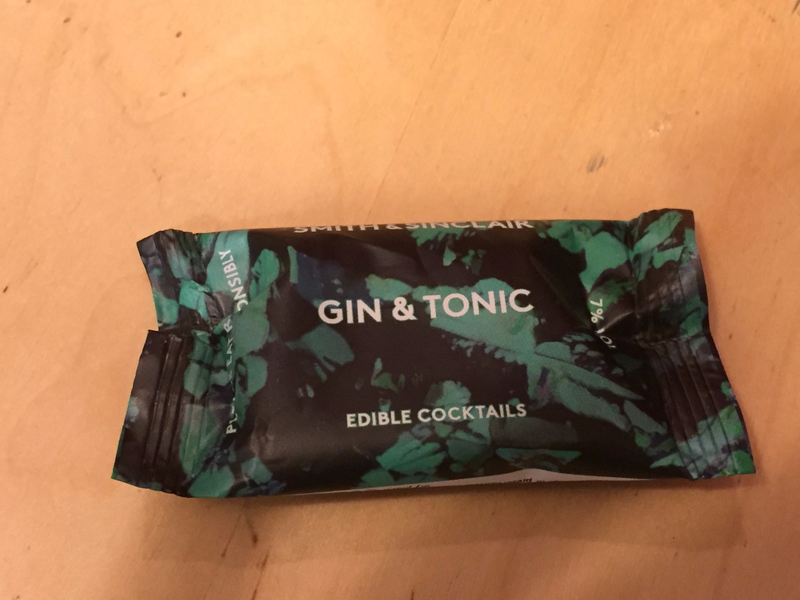 SMITH & SINCLAIR
GIN & TONIC
EDIBLE COCKTAILS